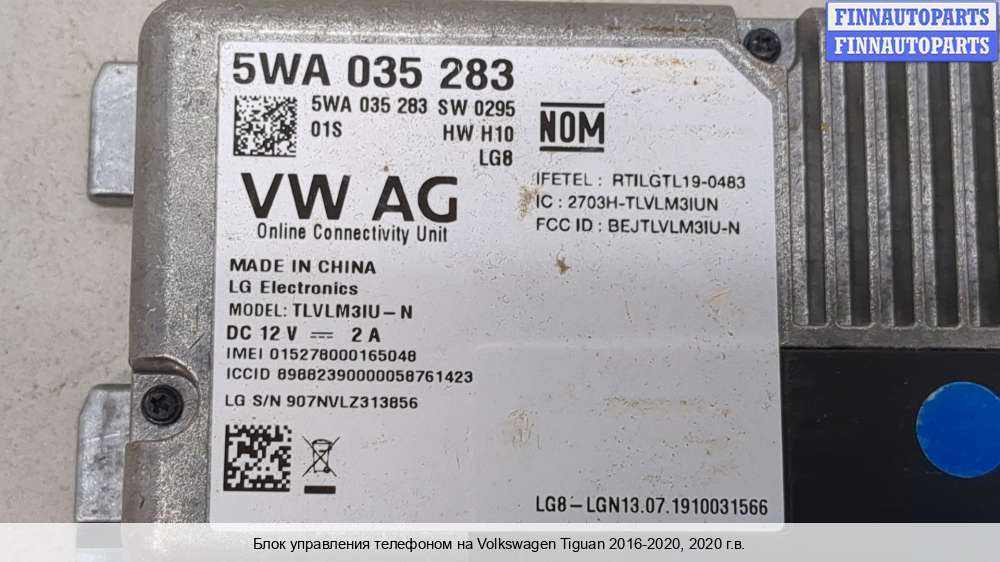 FINNAUTOPARTS
FINNAUTOPARTS
5WA 035 283
5WA 035 283 SW 0295
01S HW H10
LG8
NOM
VW AG
Online Connectivity Unit
IFETEL : RTILGTL19-0483
IC : 2703H-TLVLM3IUN
FCC ID : BEJTLVLM3IU-N
MADE IN CHINA
LG Electronics
MODEL: TLVLM3IU-N
DC 12 V 2 A
IMEI 015278000165048
ICCID 89882390000058761423
LG S/N 907NVLZ313856
LG8-LGN13.07.1910031566
Блок управления телефоном на Volkswagen Tiguan 2016-2020, 2020 г.в.